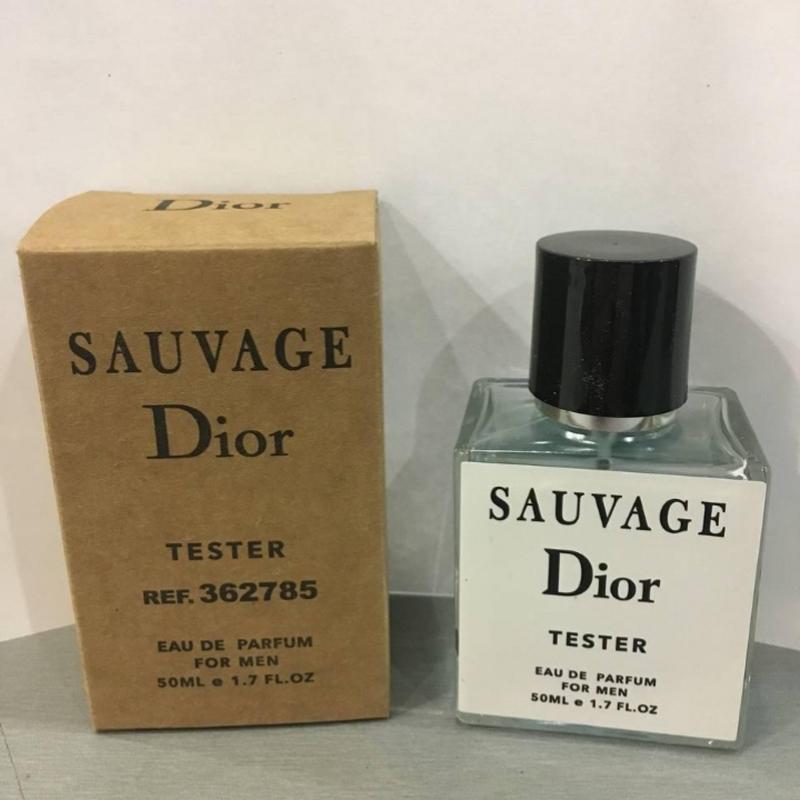 Dior
SAUVAGE
Dior
TESTER
REF. 362785
EAU DE PARFUM
FOR MEN
50ML e 1.7 FL.OZ
SAUVAGE
Dior
TESTER
EAU DE PARFUM
FOR MEN
50ML e 1.7 FL.OZ